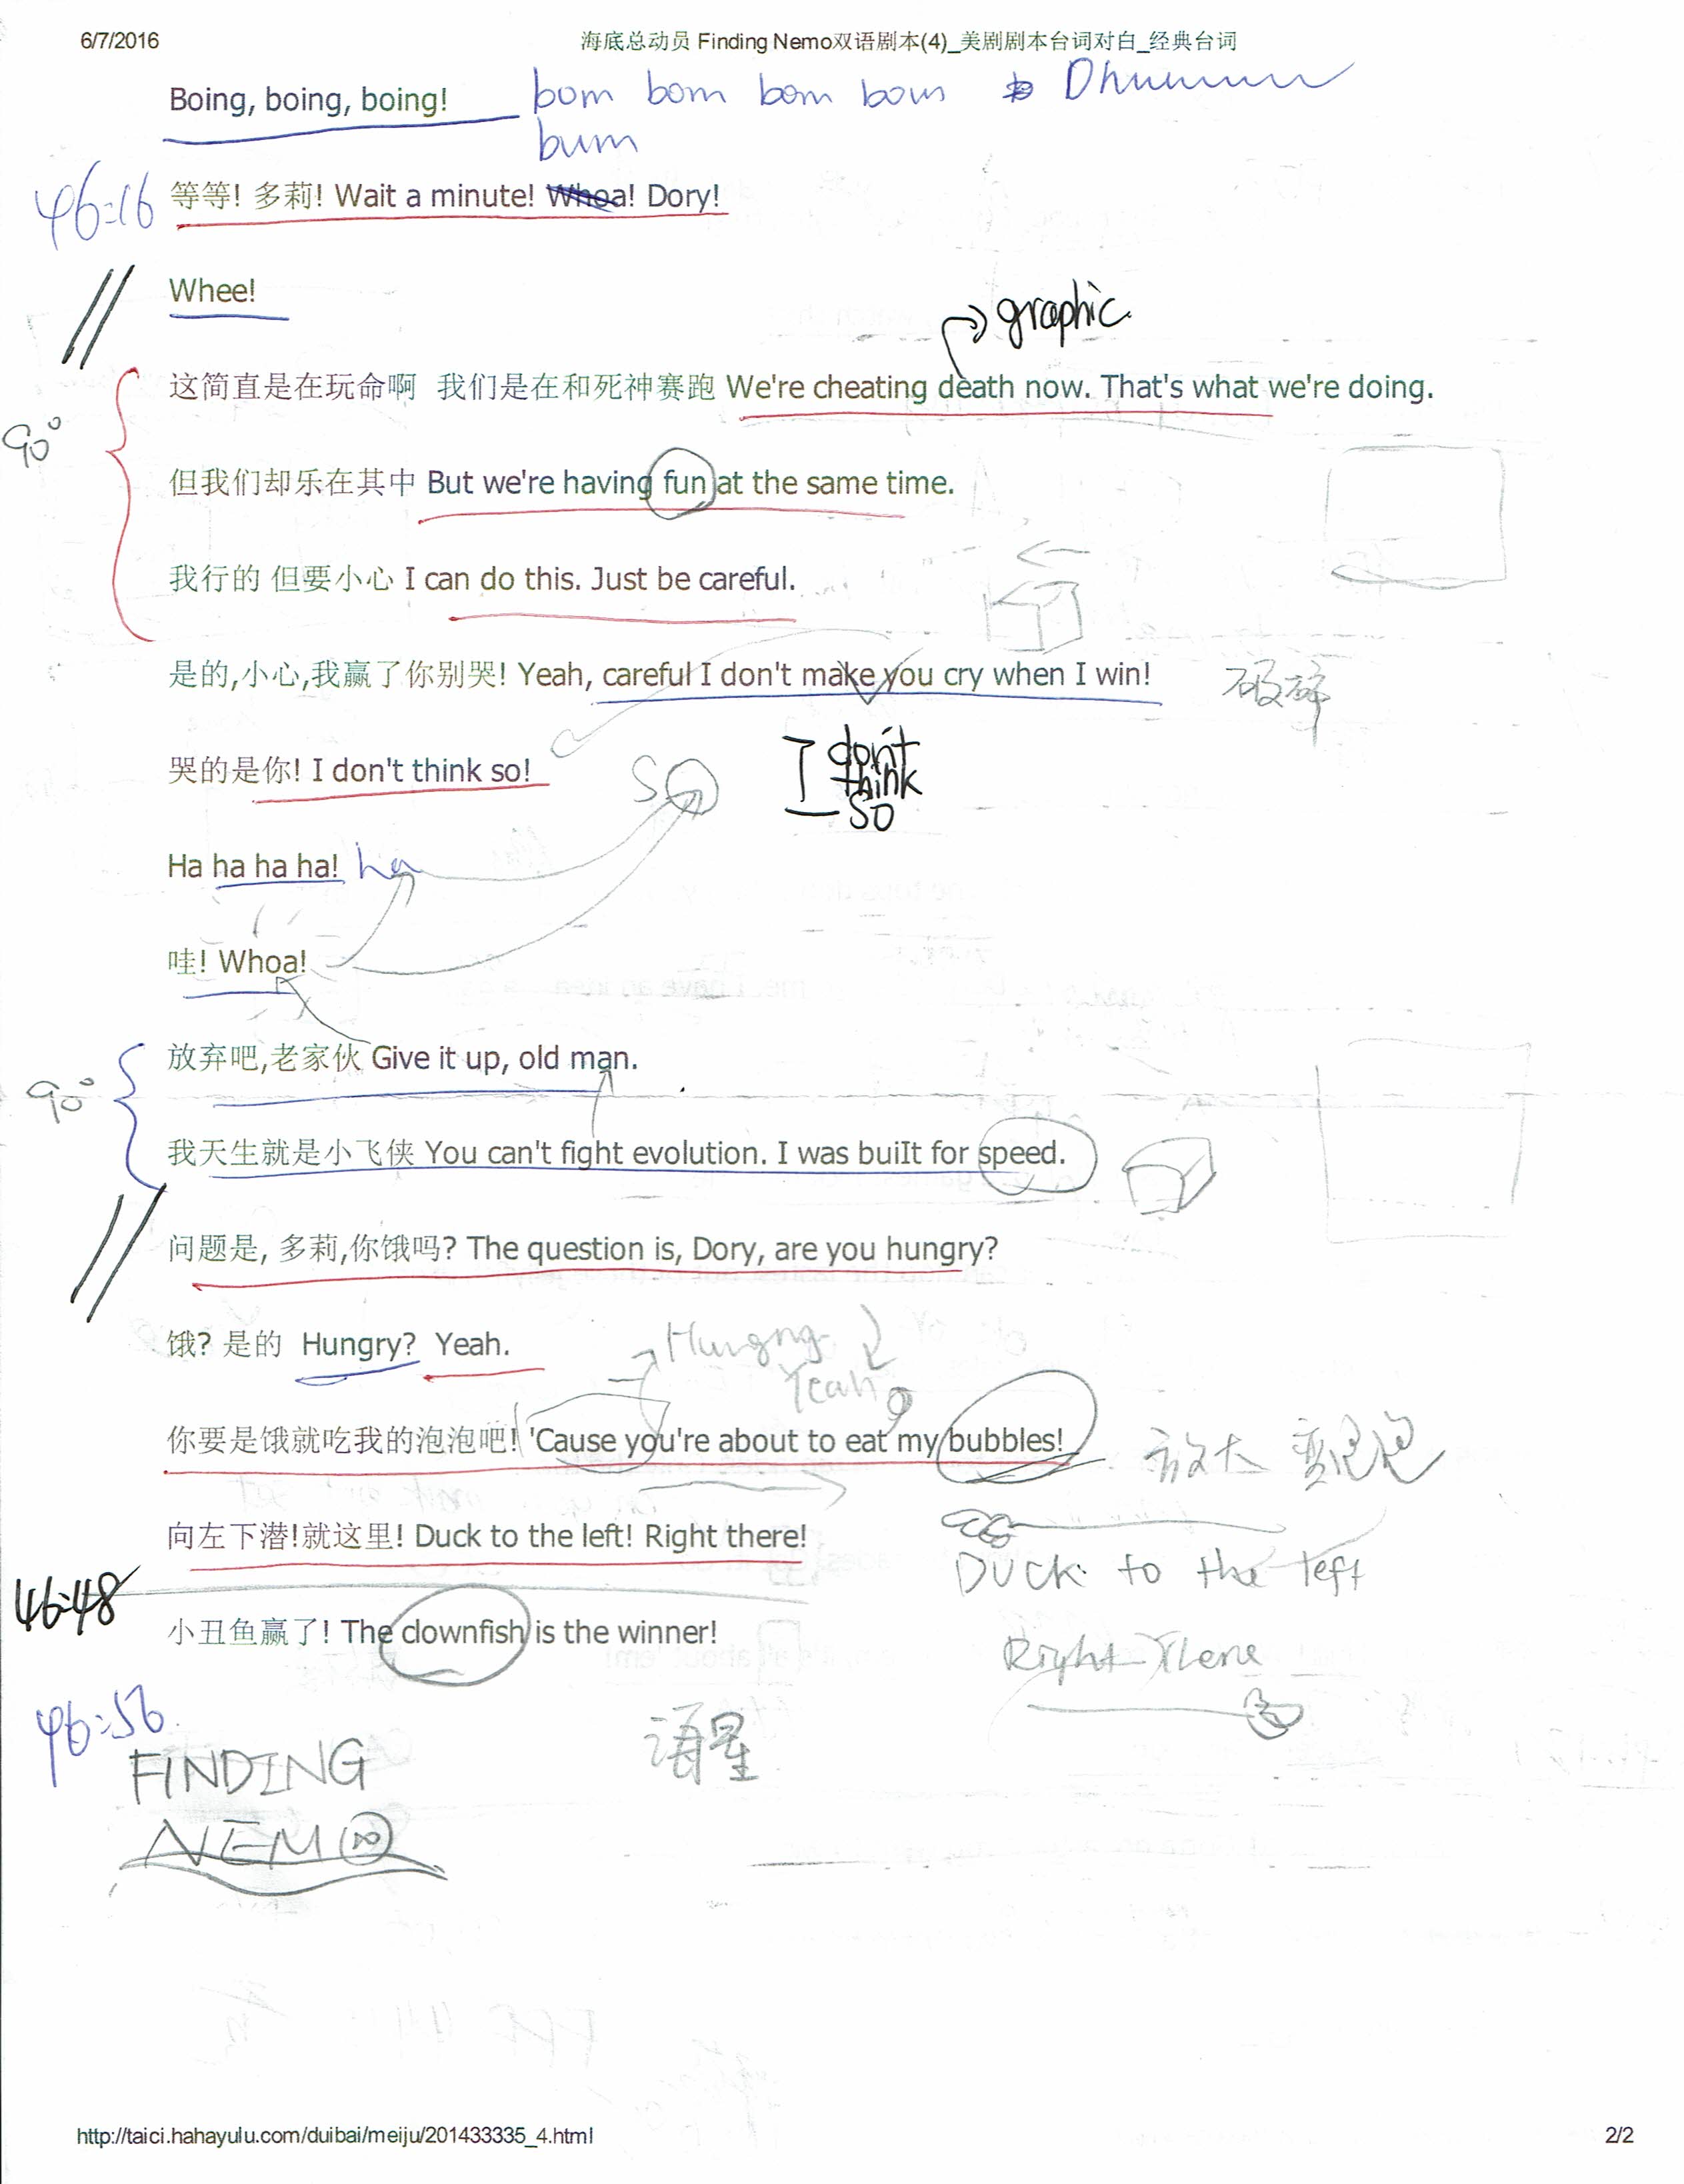 6/7/2016 海底总动员 Finding Nemo双语剧本(4)_美剧剧本台词对白_经典台词
Boing, boing, boing! bom bom bom bom Dhuuuuu
bum
46:16 等等! 多莉! Wait a minute! Whoa! Dory!
Whee!
graphic
这简直是在玩命啊 我们是在和死神赛跑 We're cheating death now. That's what we're doing.
90°
但我们却乐在其中 But we're having fun at the same time.
我行的 但要小心 I can do this. Just be careful.
是的,小心,我赢了你别哭! Yeah, careful I don't make you cry when I win! 破碎
哭的是你! I don't think so! so I don't
think
so
Ha ha ha ha! ha
哇! Whoa!
放弃吧,老家伙 Give it up, old man.
90°
我天生就是小飞侠 You can't fight evolution. I was buiIt for speed.
问题是, 多莉,你饿吗? The question is, Dory, are you hungry?
饿? 是的 Hungry? Yeah. Hungry
Yeah
你要是饿就吃我的泡泡吧! 'Cause you're about to eat my bubbles! 放大 变泡泡
向左下潜!就这里! Duck to the left! Right there!
Duck to the left
46:48
小丑鱼赢了! The clownfish is the winner!
Right There
46:56
FINDING
NEMO
http://taici.hahayulu.com/duibai/meiju/201433335_4.html 2/2